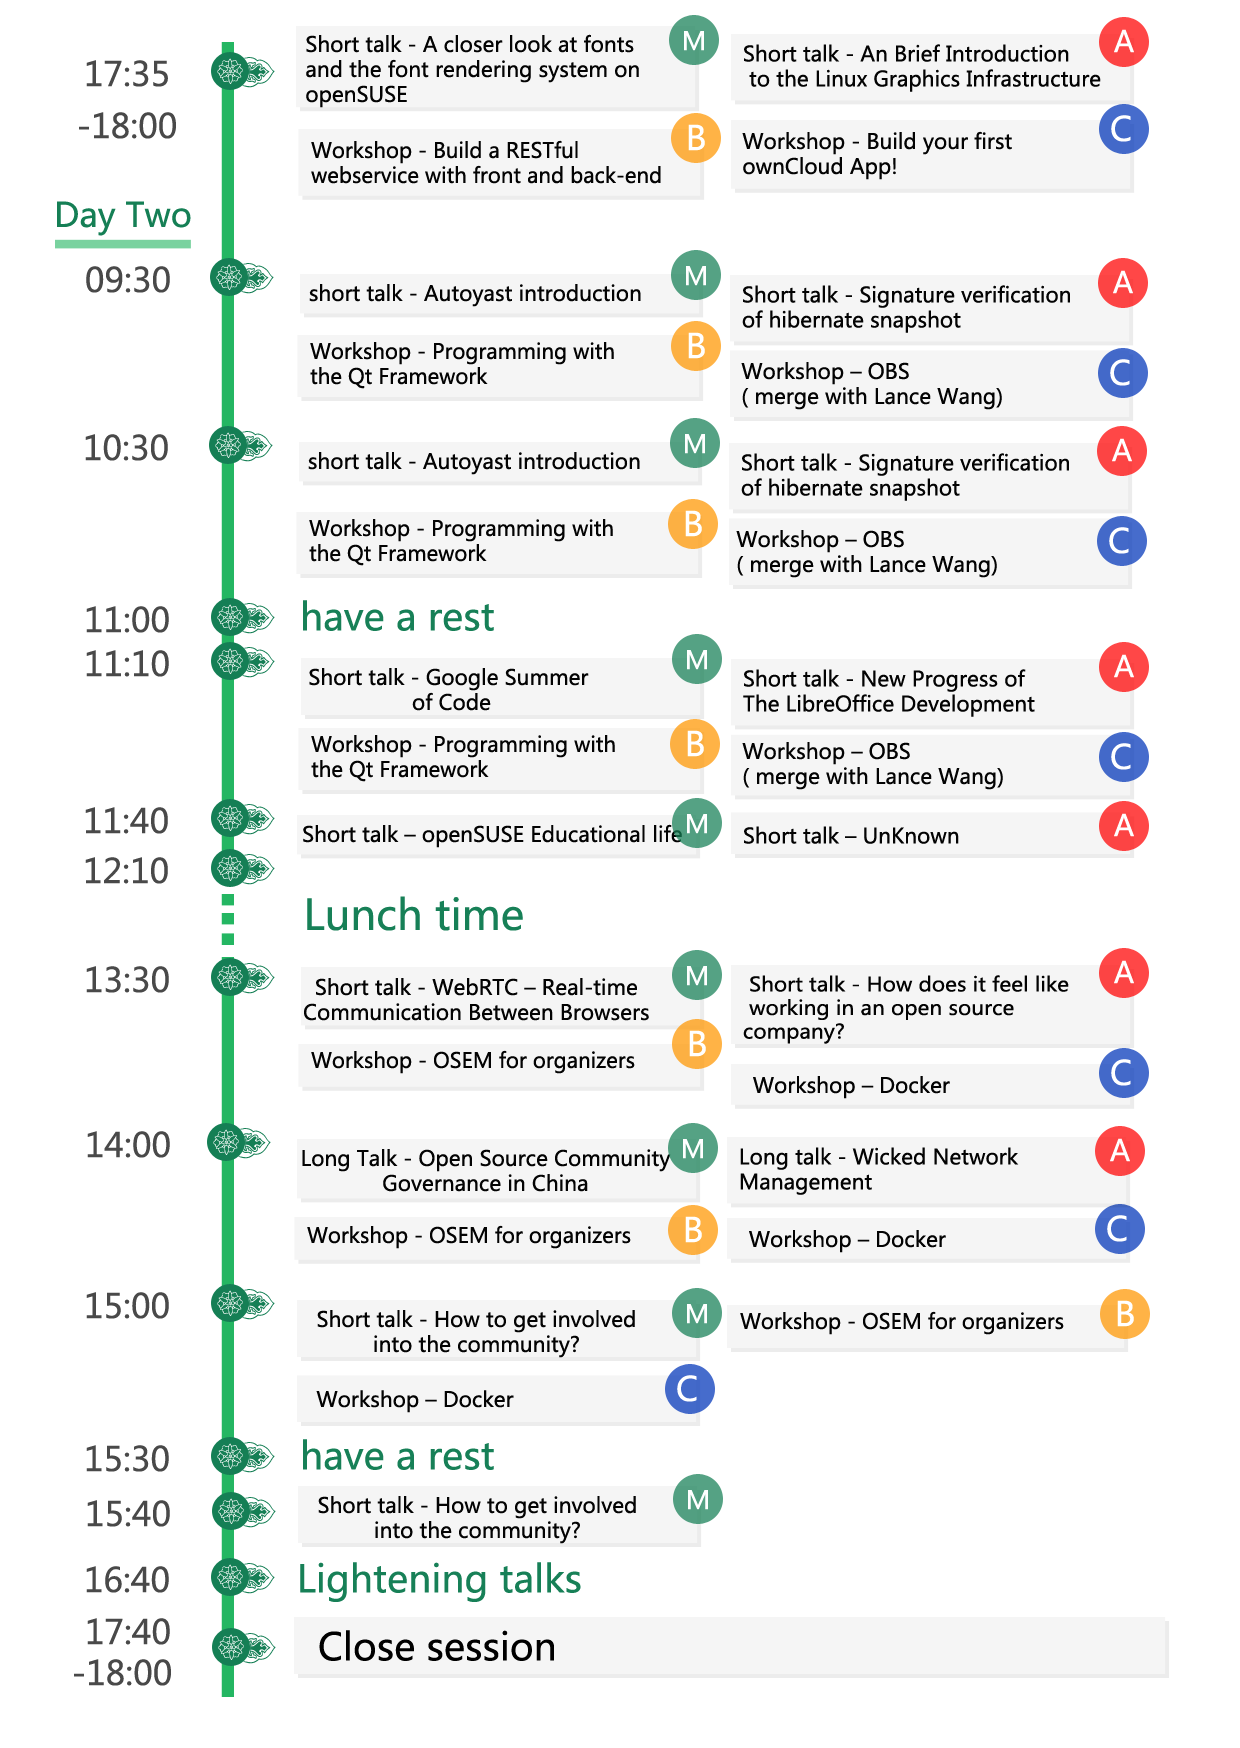 17:35
-18:00
Short talk - A closer look at fonts
and the font rendering system on
openSUSE
M
Short talk - An Brief Introduction
to the Linux Graphics Infrastructure
A
Workshop - Build a RESTful
webservice with front and back-end
B
Workshop - Build your first
ownCloud App!
C
Day Two
09:30
short talk - Autoyast introduction
M
Short talk - Signature verification
of hibernate snapshot
A
Workshop - Programming with
the Qt Framework
B
Workshop – OBS
( merge with Lance Wang)
C
10:30
short talk - Autoyast introduction
M
Short talk - Signature verification
of hibernate snapshot
A
Workshop - Programming with
the Qt Framework
B
Workshop – OBS
( merge with Lance Wang)
C
11:00
have a rest
11:10
Short talk - Google Summer
of Code
M
Short talk - New Progress of
The LibreOffice Development
A
Workshop - Programming with
the Qt Framework
B
Workshop – OBS
( merge with Lance Wang)
C
11:40
Short talk – openSUSE Educational life
M
Short talk – UnKnown
A
12:10
Lunch time
13:30
Short talk - WebRTC – Real-time
Communication Between Browsers
M
Short talk - How does it feel like
working in an open source
company?
A
Workshop - OSEM for organizers
B
Workshop – Docker
C
14:00
Long Talk - Open Source Community
Governance in China
M
Long talk - Wicked Network
Management
A
Workshop - OSEM for organizers
B
Workshop – Docker
C
15:00
Short talk - How to get involved
into the community?
M
Workshop - OSEM for organizers
B
Workshop – Docker
C
15:30
have a rest
15:40
Short talk - How to get involved
into the community?
M
16:40
Lightening talks
17:40
-18:00
Close session